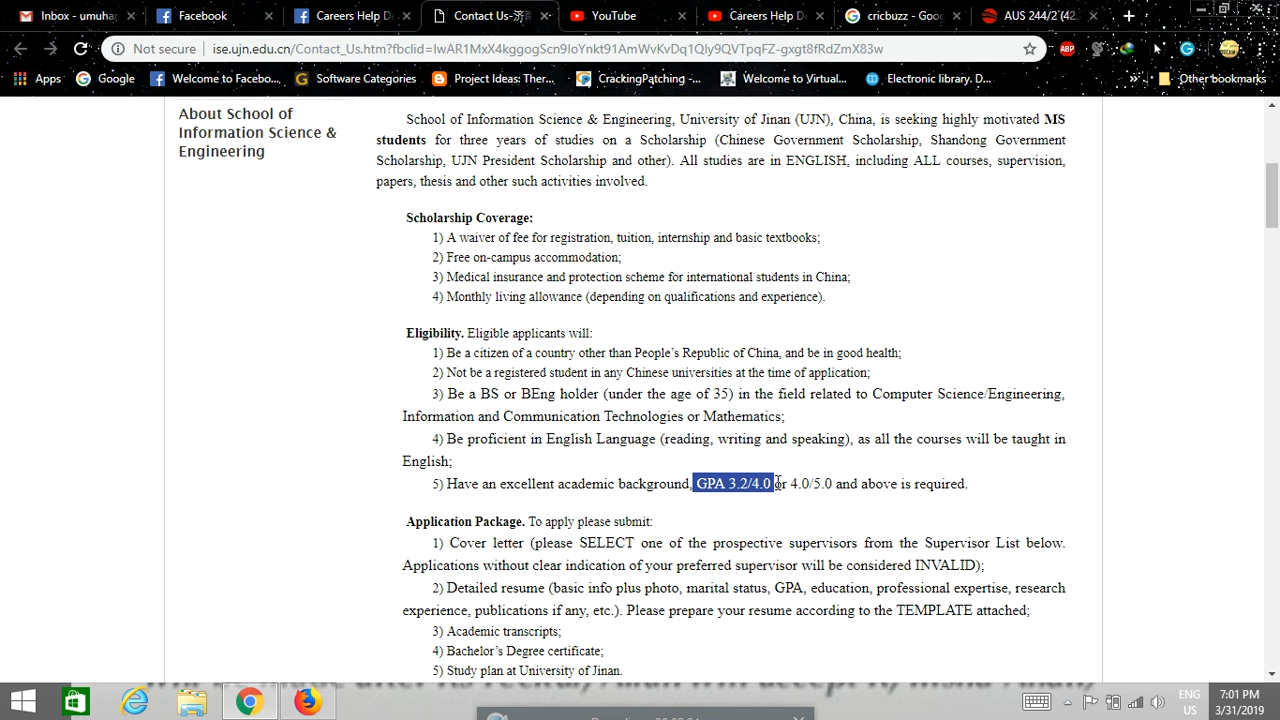 Inbox - umuha
Facebook
Careers Help D
Contact Us-济南
YouTube
Careers Help D
cricbuzz - Goo
AUS 244/2 (42.
Not secure
ise.ujn.edu.cn/Contact_Us.htm?fbclid=IwAR1MxX4kggogScn9IoYnkt91AmWvKvDq1Qly9QVTpqFZ-gxgt8fRdZmX83w
Apps
Google
Welcome to Facebo...
Software Categories
Project Ideas: Ther...
CrackingPatching -...
Welcome to Virtual...
Electronic library. D...
Other bookmarks
About School of
Information Science &
Engineering
School of Information Science & Engineering, University of Jinan (UJN), China, is seeking highly motivated MS
students for three years of studies on a Scholarship (Chinese Government Scholarship, Shandong Government
Scholarship, UJN President Scholarship and other). All studies are in ENGLISH, including ALL courses, supervision,
papers, thesis and other such activities involved.
Scholarship Coverage:
1) A waiver of fee for registration, tuition, internship and basic textbooks;
2) Free on-campus accommodation;
3) Medical insurance and protection scheme for international students in China;
4) Monthly living allowance (depending on qualifications and experience).
Eligibility. Eligible applicants will:
1) Be a citizen of a country other than People's Republic of China, and be in good health;
2) Not be a registered student in any Chinese universities at the time of application;
3) Be a BS or BEng holder (under the age of 35) in the field related to Computer Science/Engineering,
Information and Communication Technologies or Mathematics;
4) Be proficient in English Language (reading, writing and speaking), as all the courses will be taught in
English;
5) Have an excellent academic background, GPA 3.2/4.0 or 4.0/5.0 and above is required.
Application Package. To apply please submit:
1) Cover letter (please SELECT one of the prospective supervisors from the Supervisor List below.
Applications without clear indication of your preferred supervisor will be considered INVALID);
2) Detailed resume (basic info plus photo, marital status, GPA, education, professional expertise, research
experience, publications if any, etc.). Please prepare your resume according to the TEMPLATE attached;
3) Academic transcripts;
4) Bachelor's Degree certificate;
5) Study plan at University of Jinan.
ENG
US
7:01 PM
3/31/2019